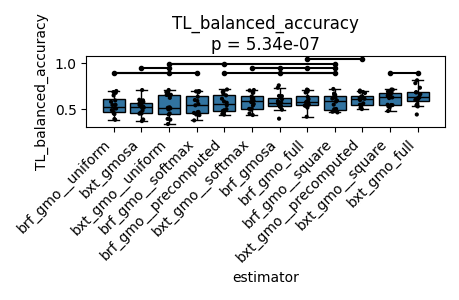 TL_balanced_accuracy
p = 5.34e-07
TL_balanced_accuracy
1.0
0.5
brf_gmo__uniform
bxt_gmosa
bxt_gmo__uniform
brf_gmo__softmax
brf_gmo__precomputed
bxt_gmo__softmax
brf_gmosa
brf_gmo_full
brf_gmo__square
bxt_gmo__precomputed
bxt_gmo__square
bxt_gmo_full
estimator